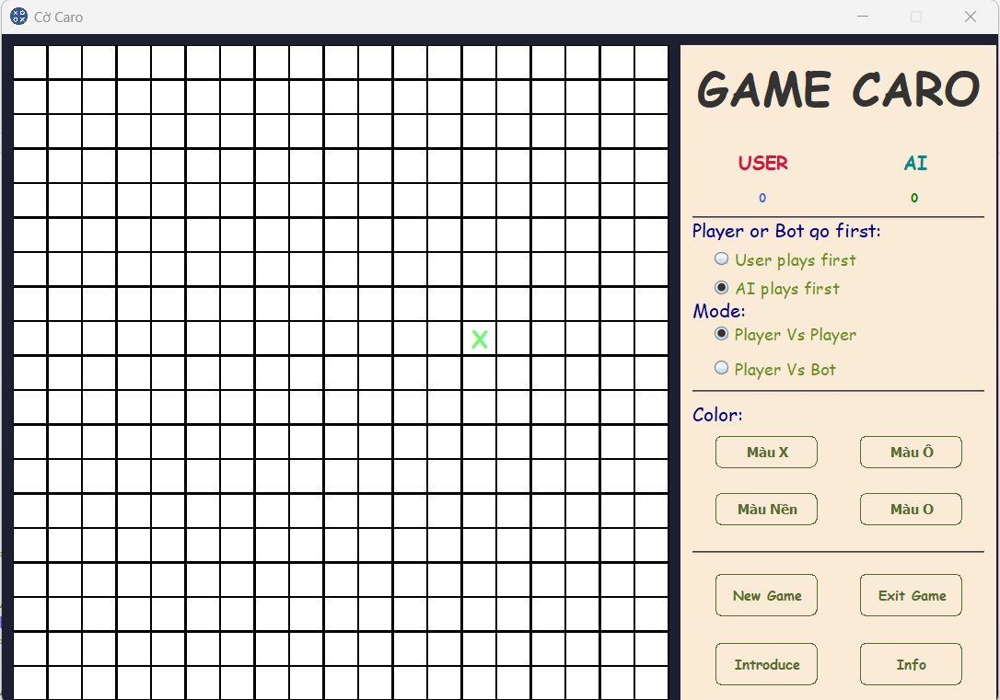 Cờ Caro
GAME CARO
USER AI
0 0
Player or Bot go first:
User plays first
AI plays first
Mode:
Player Vs Player
Player Vs Bot
X
Color:
Màu X Màu Ô
Màu Nền Màu O
New Game Exit Game
Introduce Info